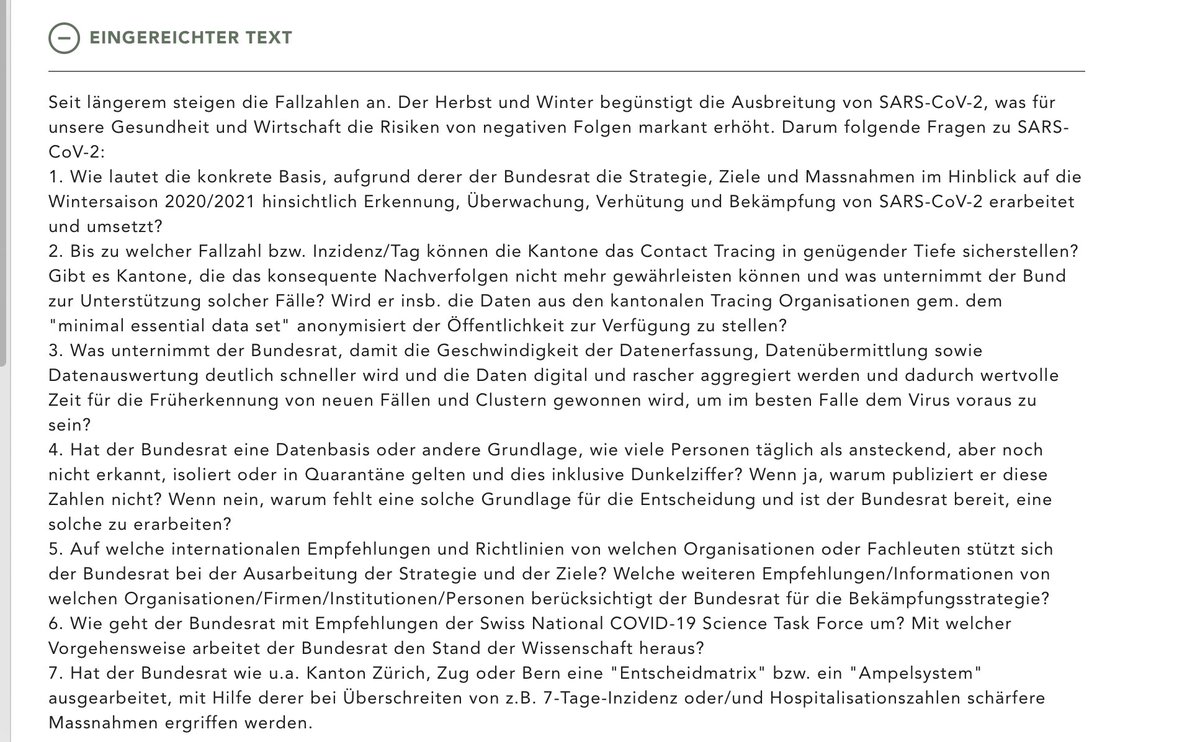 EINGEREICHTER TEXT
Seit längerem steigen die Fallzahlen an. Der Herbst und Winter begünstigt die Ausbreitung von SARS-CoV-2, was für
unsere Gesundheit und Wirtschaft die Risiken von negativen Folgen markant erhöht. Darum folgende Fragen zu SARS-
CoV-2:
1. Wie lautet die konkrete Basis, aufgrund derer der Bundesrat die Strategie, Ziele und Massnahmen im Hinblick auf die
Wintersaison 2020/2021 hinsichtlich Erkennung, Überwachung, Verhütung und Bekämpfung von SARS-CoV-2 erarbeitet
und umsetzt?
2. Bis zu welcher Fallzahl bzw. Inzidenz/Tag können die Kantone das Contact Tracing in genügender Tiefe sicherstellen?
Gibt es Kantone, die das konsequente Nachverfolgen nicht mehr gewährleisten können und was unternimmt der Bund
zur Unterstützung solcher Fälle? Wird er insb. die Daten aus den kantonalen Tracing Organisationen gem. dem
"minimal essential data set" anonymisiert der Öffentlichkeit zur Verfügung zu stellen?
3. Was unternimmt der Bundesrat, damit die Geschwindigkeit der Datenerfassung, Datenübermittlung sowie
Datenauswertung deutlich schneller wird und die Daten digital und rascher aggregiert werden und dadurch wertvolle
Zeit für die Früherkennung von neuen Fällen und Clustern gewonnen wird, um im besten Falle dem Virus voraus zu
sein?
4. Hat der Bundesrat eine Datenbasis oder andere Grundlage, wie viele Personen täglich als ansteckend, aber noch
nicht erkannt, isoliert oder in Quarantäne gelten und dies inklusive Dunkelziffer? Wenn ja, warum publiziert er diese
Zahlen nicht? Wenn nein, warum fehlt eine solche Grundlage für die Entscheidung und ist der Bundesrat bereit, eine
solche zu erarbeiten?
5. Auf welche internationalen Empfehlungen und Richtlinien von welchen Organisationen oder Fachleuten stützt sich
der Bundesrat bei der Ausarbeitung der Strategie und der Ziele? Welche weiteren Empfehlungen/Informationen von
welchen Organisationen/Firmen/Institutionen/Personen berücksichtigt der Bundesrat für die Bekämpfungsstrategie?
6. Wie geht der Bundesrat mit Empfehlungen der Swiss National COVID-19 Science Task Force um? Mit welcher
Vorgehensweise arbeitet der Bundesrat den Stand der Wissenschaft heraus?
7. Hat der Bundesrat wie u.a. Kanton Zürich, Zug oder Bern eine "Entscheidmatrix" bzw. ein "Ampelsystem"
ausgearbeitet, mit Hilfe derer bei Überschreiten von z.B. 7-Tage-Inzidenz oder/und Hospitalisationszahlen schärfere
Massnahmen ergriffen werden.